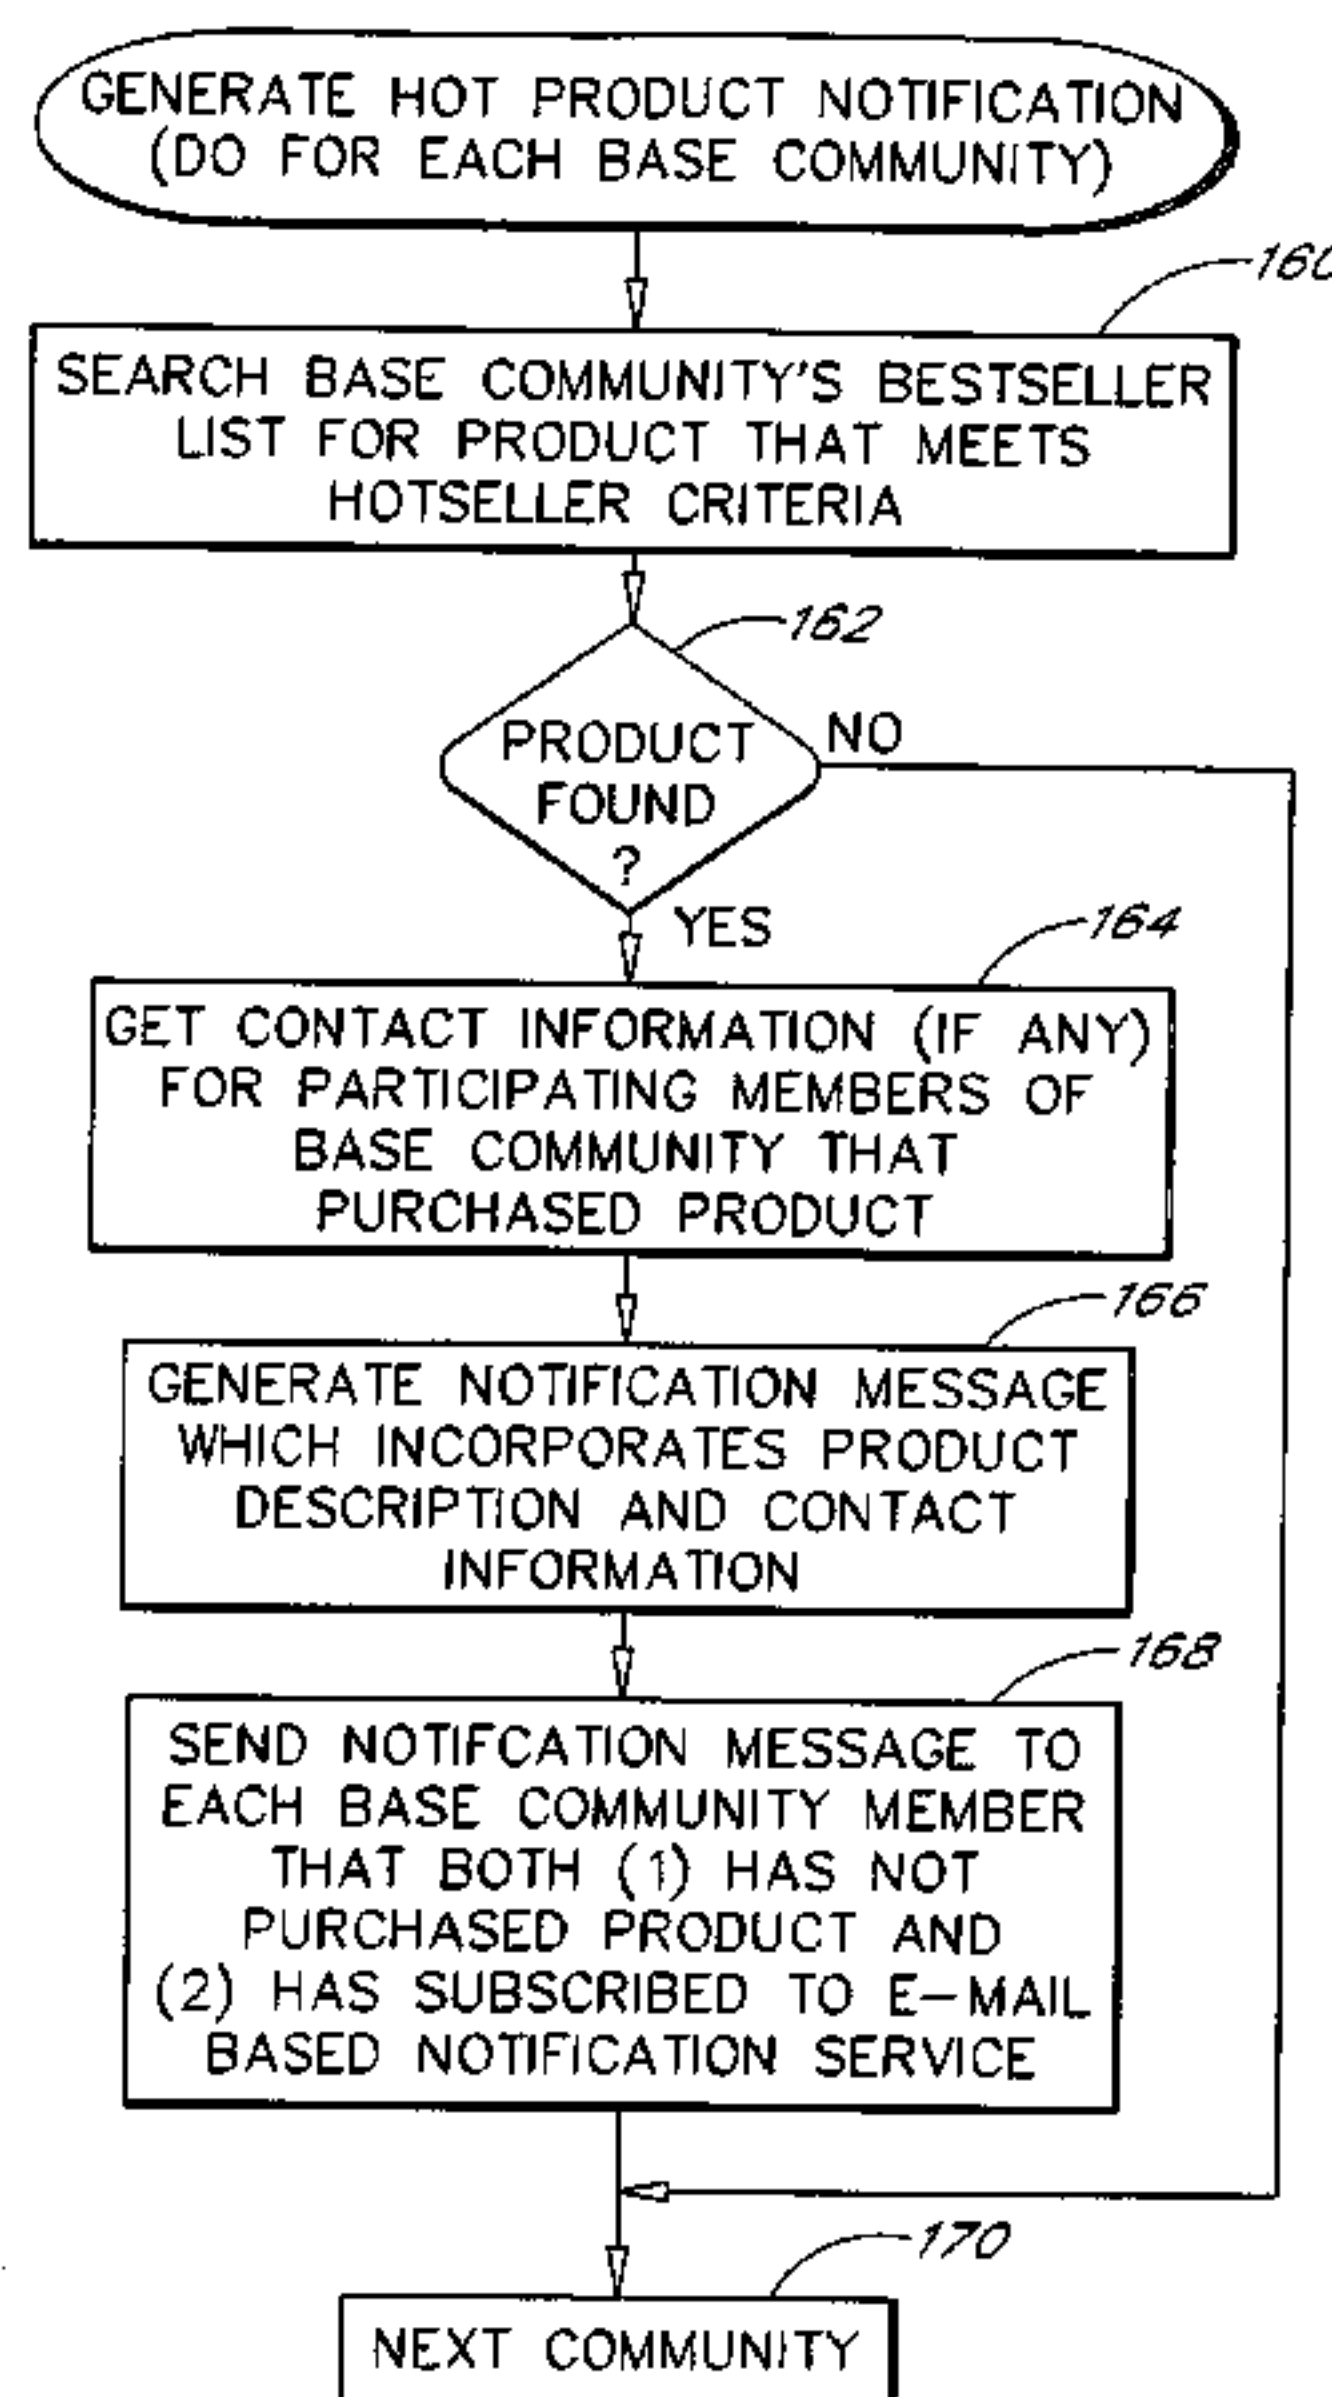 GENERATE HOT PRODUCT NOTIFICATION
(DO FOR EACH BASE COMMUNITY)
160
SEARCH BASE COMMUNITY'S BESTSELLER
LIST FOR PRODUCT THAT MEETS
HOTSELLER CRITERIA
162
PRODUCT
FOUND
?
NO
YES
164
GET CONTACT INFORMATION (IF ANY)
FOR PARTICIPATING MEMBERS OF
BASE COMMUNITY THAT
PURCHASED PRODUCT
166
GENERATE NOTIFICATION MESSAGE
WHICH INCORPORATES PRODUCT
DESCRIPTION AND CONTACT
INFORMATION
168
SEND NOTIFCATION MESSAGE TO
EACH BASE COMMUNITY MEMBER
THAT BOTH (1) HAS NOT
PURCHASED PRODUCT AND
(2) HAS SUBSCRIBED TO E-MAIL
BASED NOTIFICATION SERVICE
170
NEXT COMMUNITY